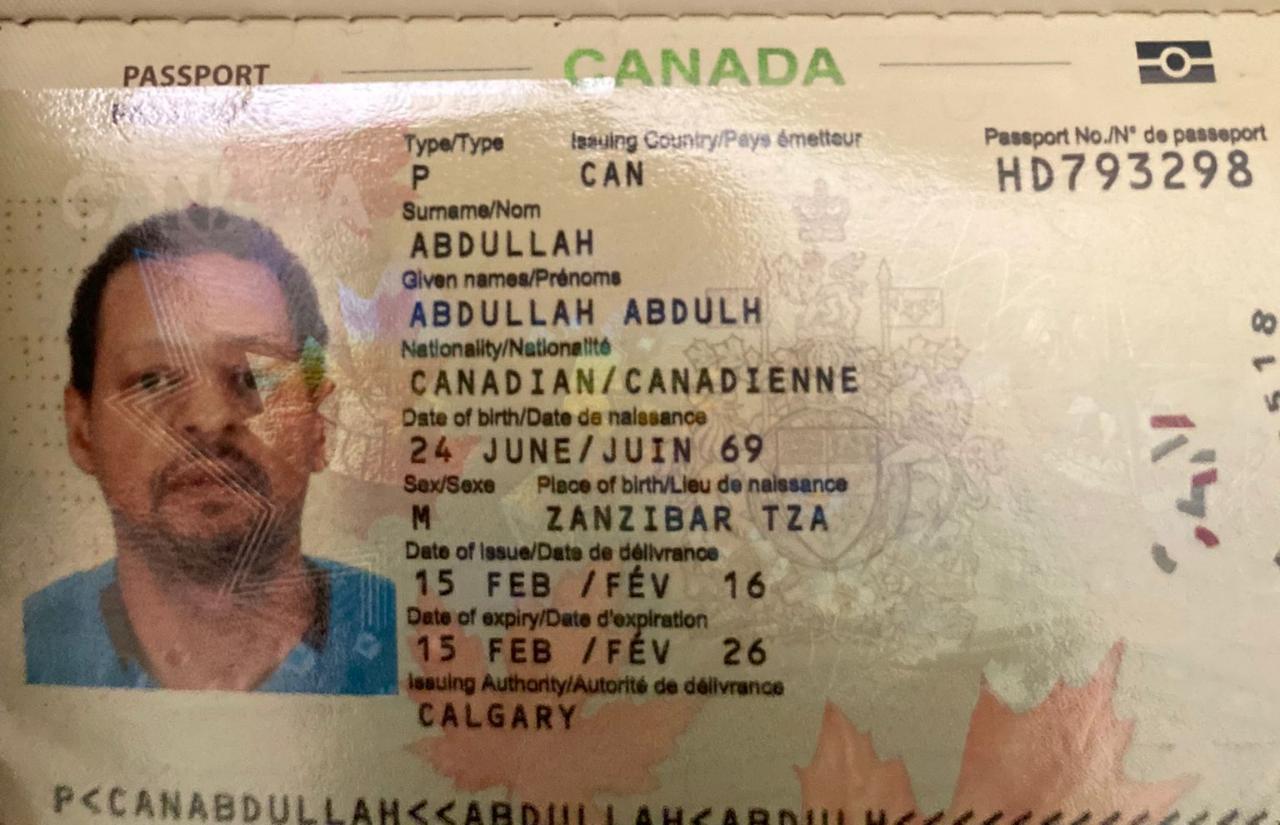 PASSPORT
CANADA
Type/Type Issuing Country/Pays émetteur Passport No./N° de passeport
P CAN HD793298
Surname/Nom
ABDULLAH
Given names/Prénoms
ABDULLAH ABDULH
Nationality/Nationalité
CANADIAN/CANADIENNE
Date of birth/Date de naissance
24 JUNE/JUIN 69
Sex/Sexe Place of birth/Lieu de naissance
M ZANZIBAR TZA
Date of issue/Date de délivrance
15 FEB /FÉV 16
Date of expiry/Date d'expiration
15 FEB /FÉV 26
Issuing Authority/Autorité de délivrance
CALGARY
P<CANABDULLAH<<ABDULLAH<ABDULH<<<<<<<<<<<<<